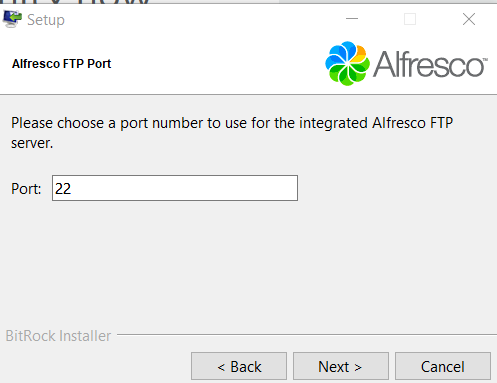 Setup
Alfresco FTP Port
Alfresco™
Please choose a port number to use for the integrated Alfresco FTP
server.
Port: 22
BitRock Installer
< Back Next > Cancel